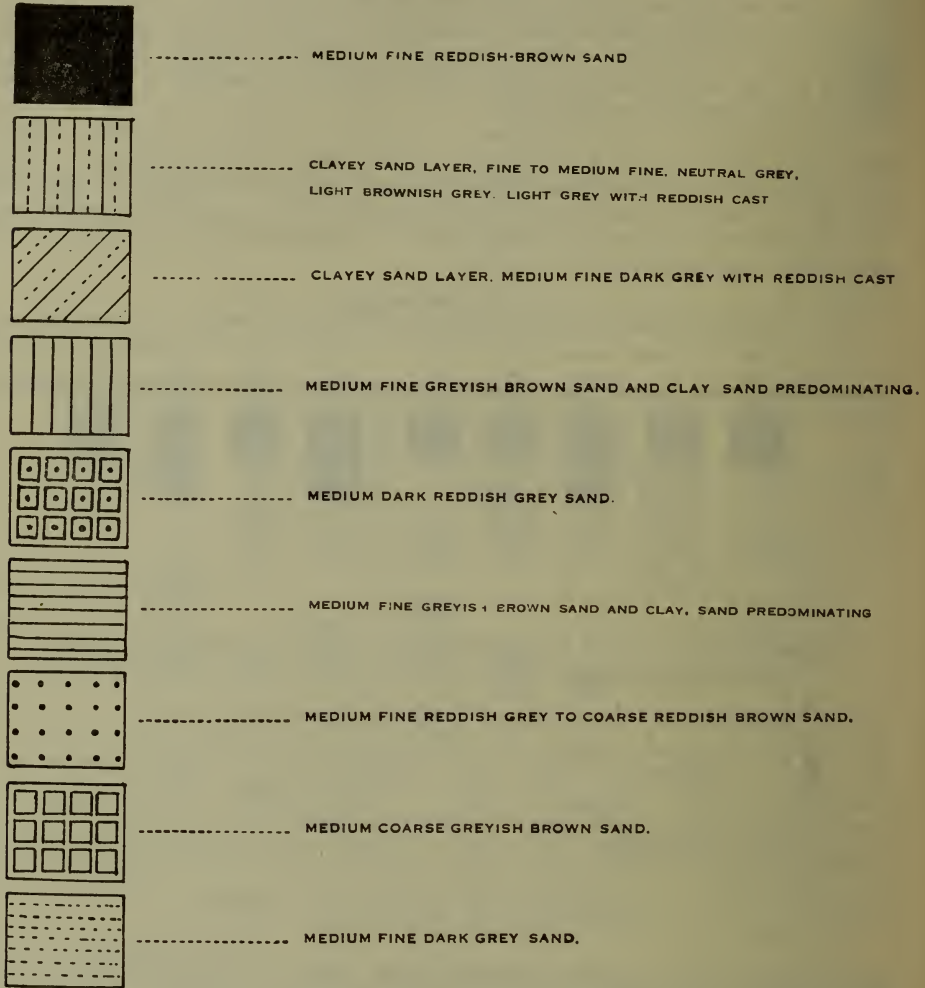 MEDIUM FINE REDDISH-BROWN SAND
CLAYEY SAND LAYER, FINE TO MEDIUM FINE. NEUTRAL GREY,
LIGHT BROWNISH GREY. LIGHT GREY WITH REDDISH CAST
CLAYEY SAND LAYER. MEDIUM FINE DARK GREY WITH REDDISH CAST
MEDIUM FINE GREYISH BROWN SAND AND CLAY SAND PREDOMINATING.
MEDIUM DARK REDDISH GREY SAND.
MEDIUM FINE GREYISH BROWN SAND AND CLAY, SAND PREDOMINATING
MEDIUM FINE REDDISH GREY TO COARSE REDDISH BROWN SAND.
MEDIUM COARSE GREYISH BROWN SAND.
MEDIUM FINE DARK GREY SAND.